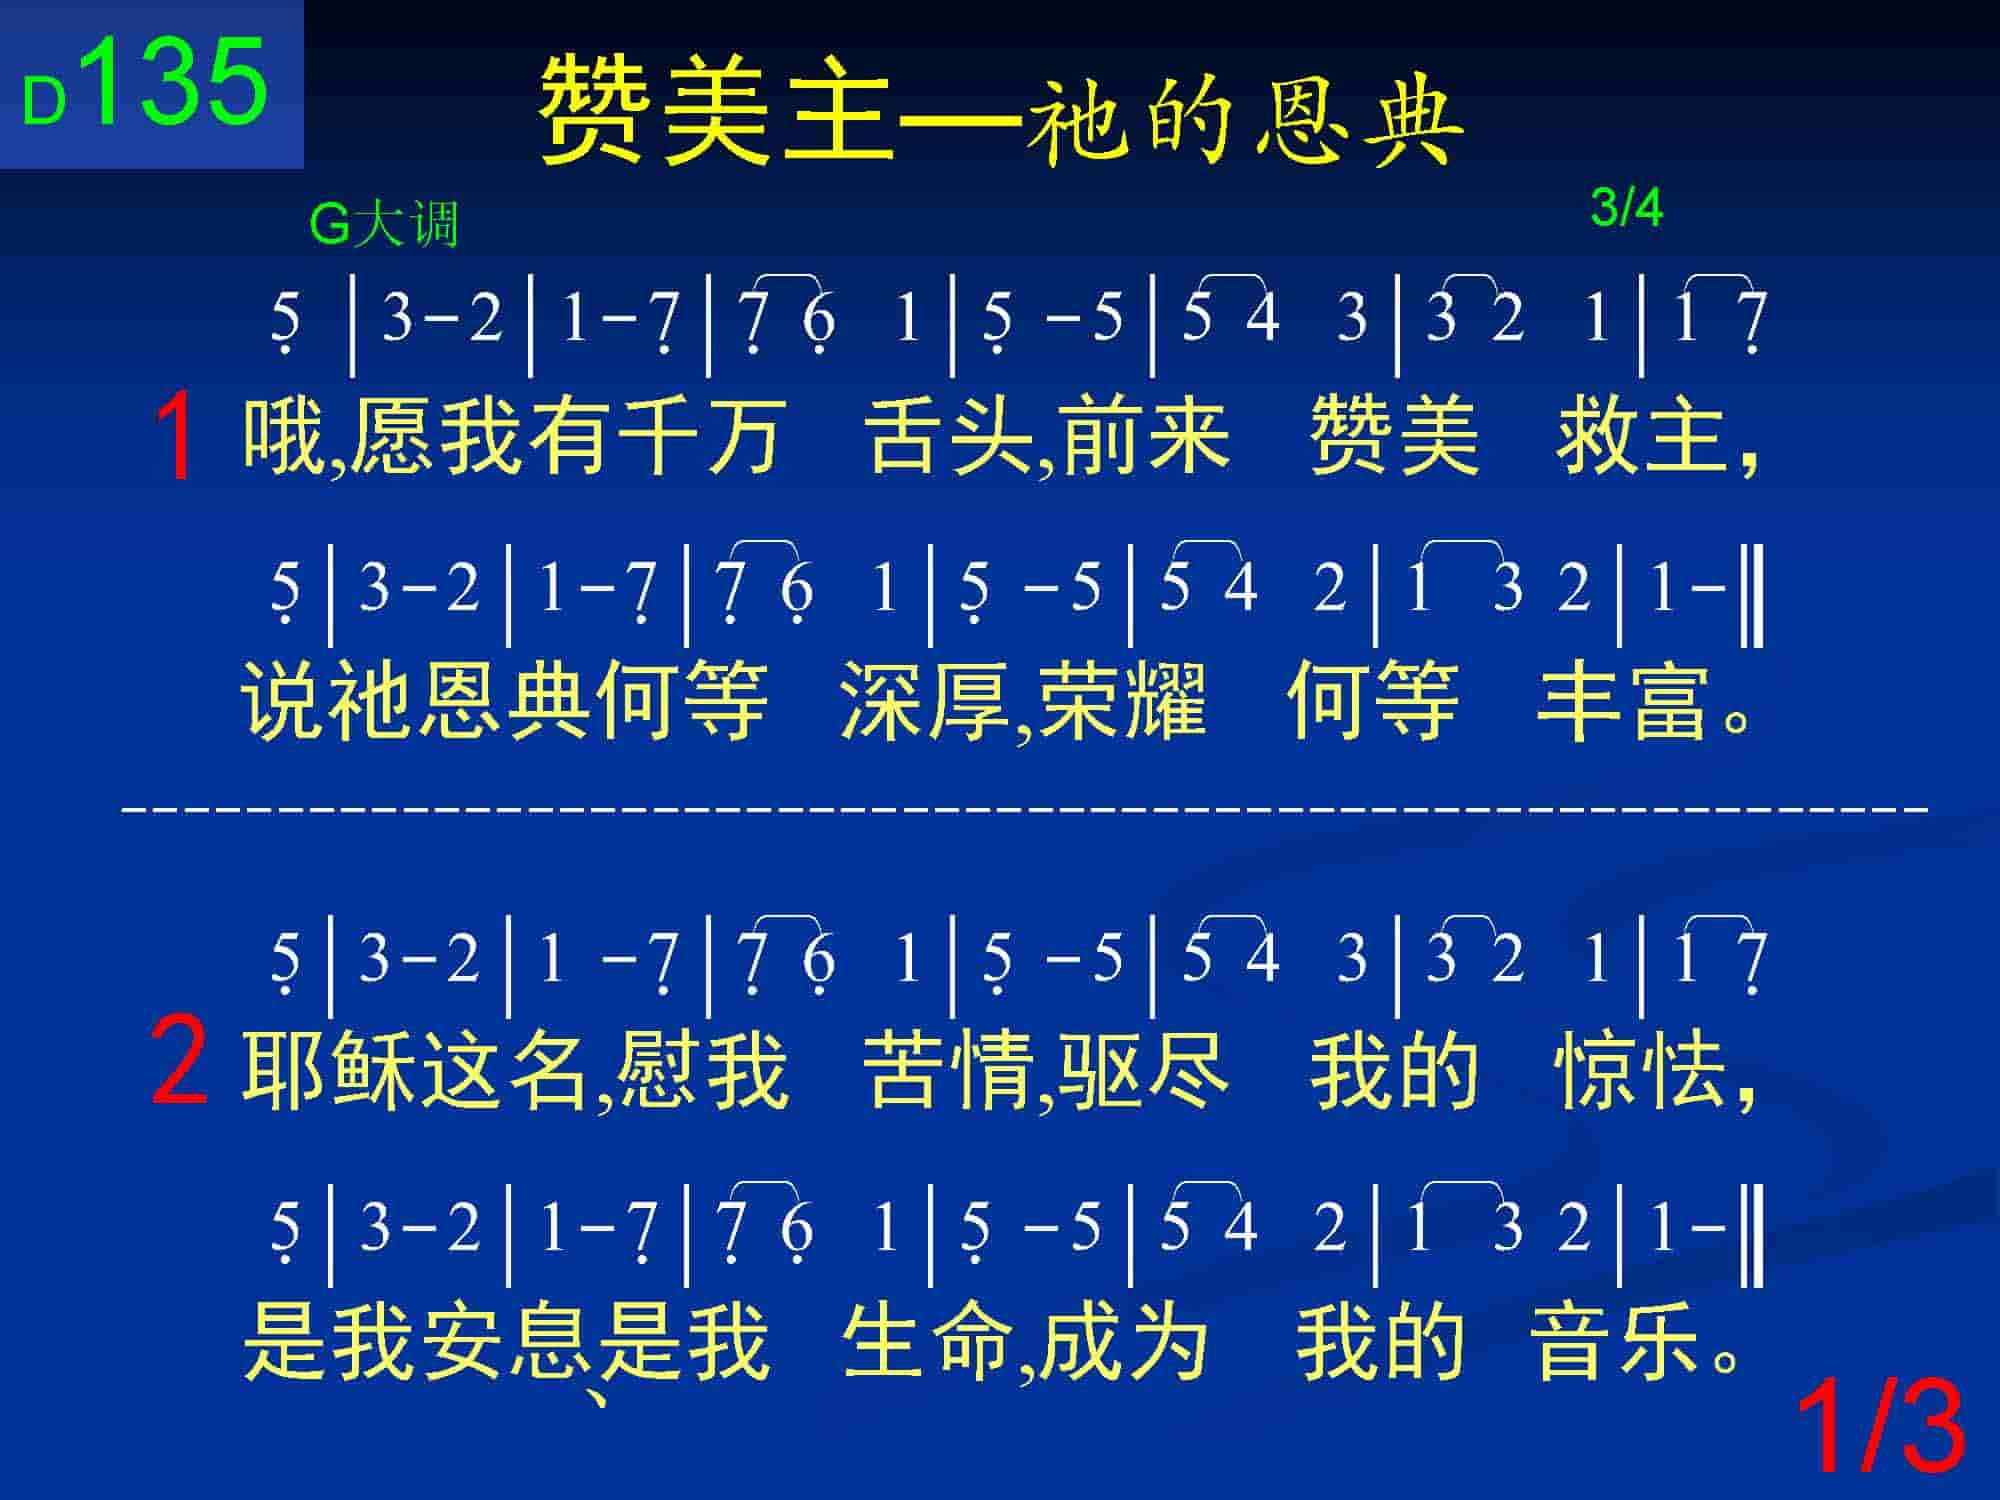 D135
赞美主—祂的恩典
G大调 3/4
5̣ | 3-2 | 1-7̣ | 7̣ 6̣ 1 | 5̣ -5 | 5 4 3 | 3 2 1 | 1 7̣
1 哦,愿我有千万 舌头,前来 赞美 救主，
5̣ | 3-2 | 1-7̣ | 7̣ 6̣ 1 | 5̣ -5 | 5 4 2 | 1 3 2 | 1-‖
说祂恩典何等 深厚,荣耀 何等 丰富。
5̣ | 3-2 | 1 -7̣ | 7̣ 6̣ 1 | 5̣ -5 | 5 4 3 | 3 2 1 | 1 7̣
2 耶稣这名,慰我 苦情,驱尽 我的 惊怯，
5̣ | 3-2 | 1-7̣ | 7̣ 6̣ 1 | 5̣ -5 | 5 4 2 | 1 3 2 | 1-‖
是我安息、是我 生命,成为 我的 音乐。
1/3